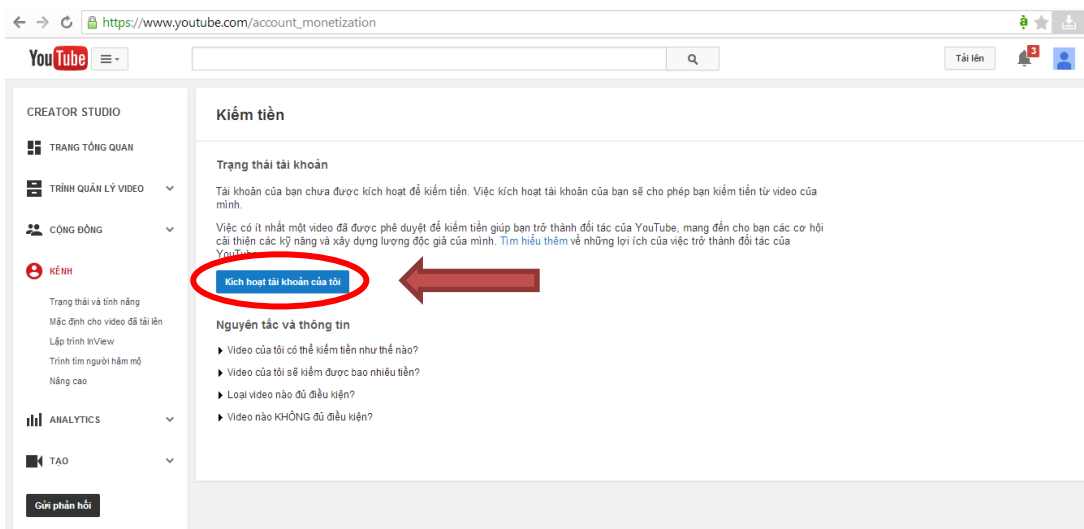 https://www.youtube.com/account_monetization
ạ̀
YouTube
Tải lên
3
CREATOR STUDIO
TRANG TỔNG QUAN
TRÌNH QUẢN LÝ VIDEO
CỘNG ĐỒNG
KÊNH
Trạng thái và tính năng
Mặc định cho video đã tải lên
Lập trình InView
Trình tìm người hâm mộ
Nâng cao
ANALYTICS
TẠO
Gửi phản hồi
Kiếm tiền
Trạng thái tài khoản
Tài khoản của bạn chưa được kích hoạt để kiếm tiền. Việc kích hoạt tài khoản của bạn sẽ cho phép bạn kiếm tiền từ video của
mình.
Việc có ít nhất một video đã được phê duyệt để kiếm tiền giúp bạn trở thành đối tác của YouTube, mang đến cho bạn các cơ hội
cải thiện các kỹ năng và xây dựng lượng độc giả của mình. Tìm hiểu thêm về những lợi ích của việc trở thành đối tác của
YouTube
Kích hoạt tài khoản của tôi
Nguyên tắc và thông tin
Video của tôi có thể kiếm tiền như thế nào?
Video của tôi sẽ kiếm được bao nhiêu tiền?
Loại video nào đủ điều kiện?
Video nào KHÔNG đủ điều kiện?